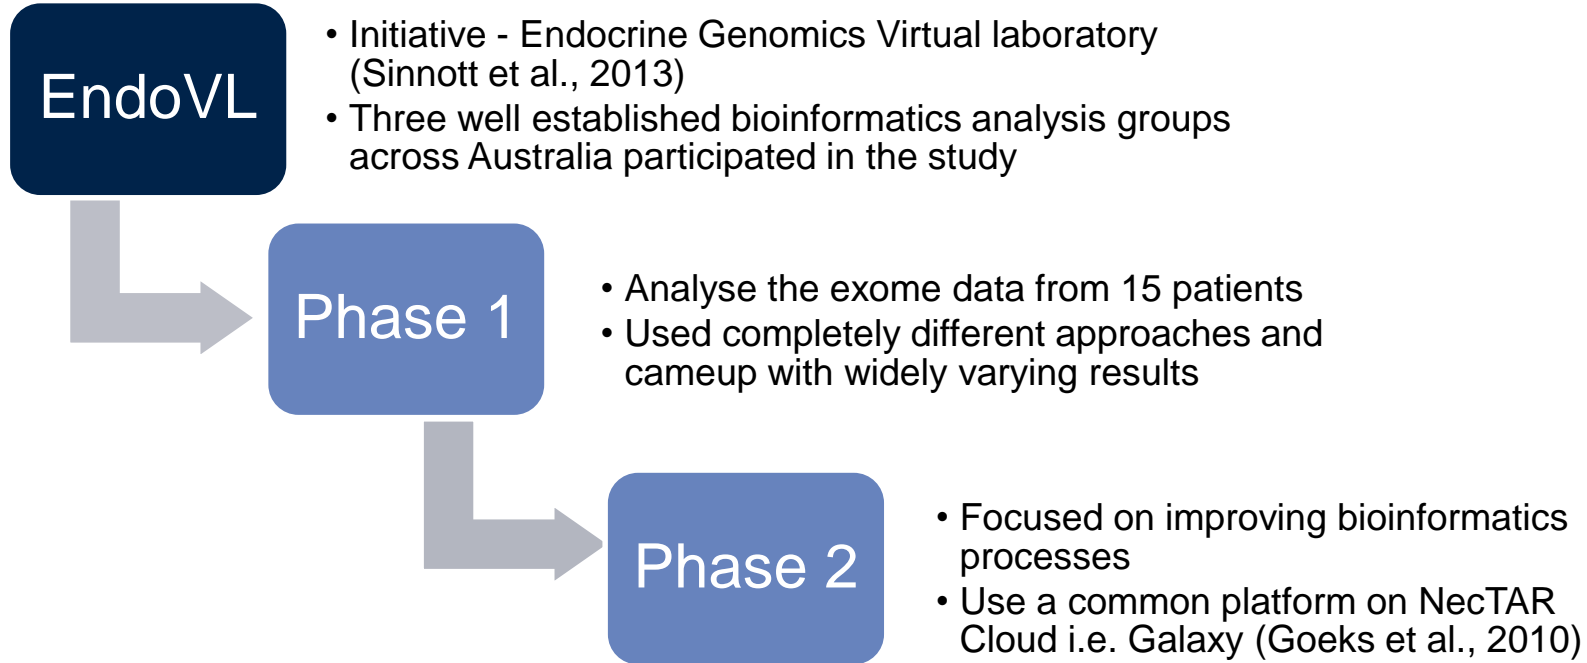 EndoVL
• Initiative - Endocrine Genomics Virtual laboratory
(Sinnott et al., 2013)
• Three well established bioinformatics analysis groups
across Australia participated in the study
Phase 1
• Analyse the exome data from 15 patients
• Used completely different approaches and
cameup with widely varying results
Phase 2
• Focused on improving bioinformatics
processes
• Use a common platform on NecTAR
Cloud i.e. Galaxy (Goeks et al., 2010)